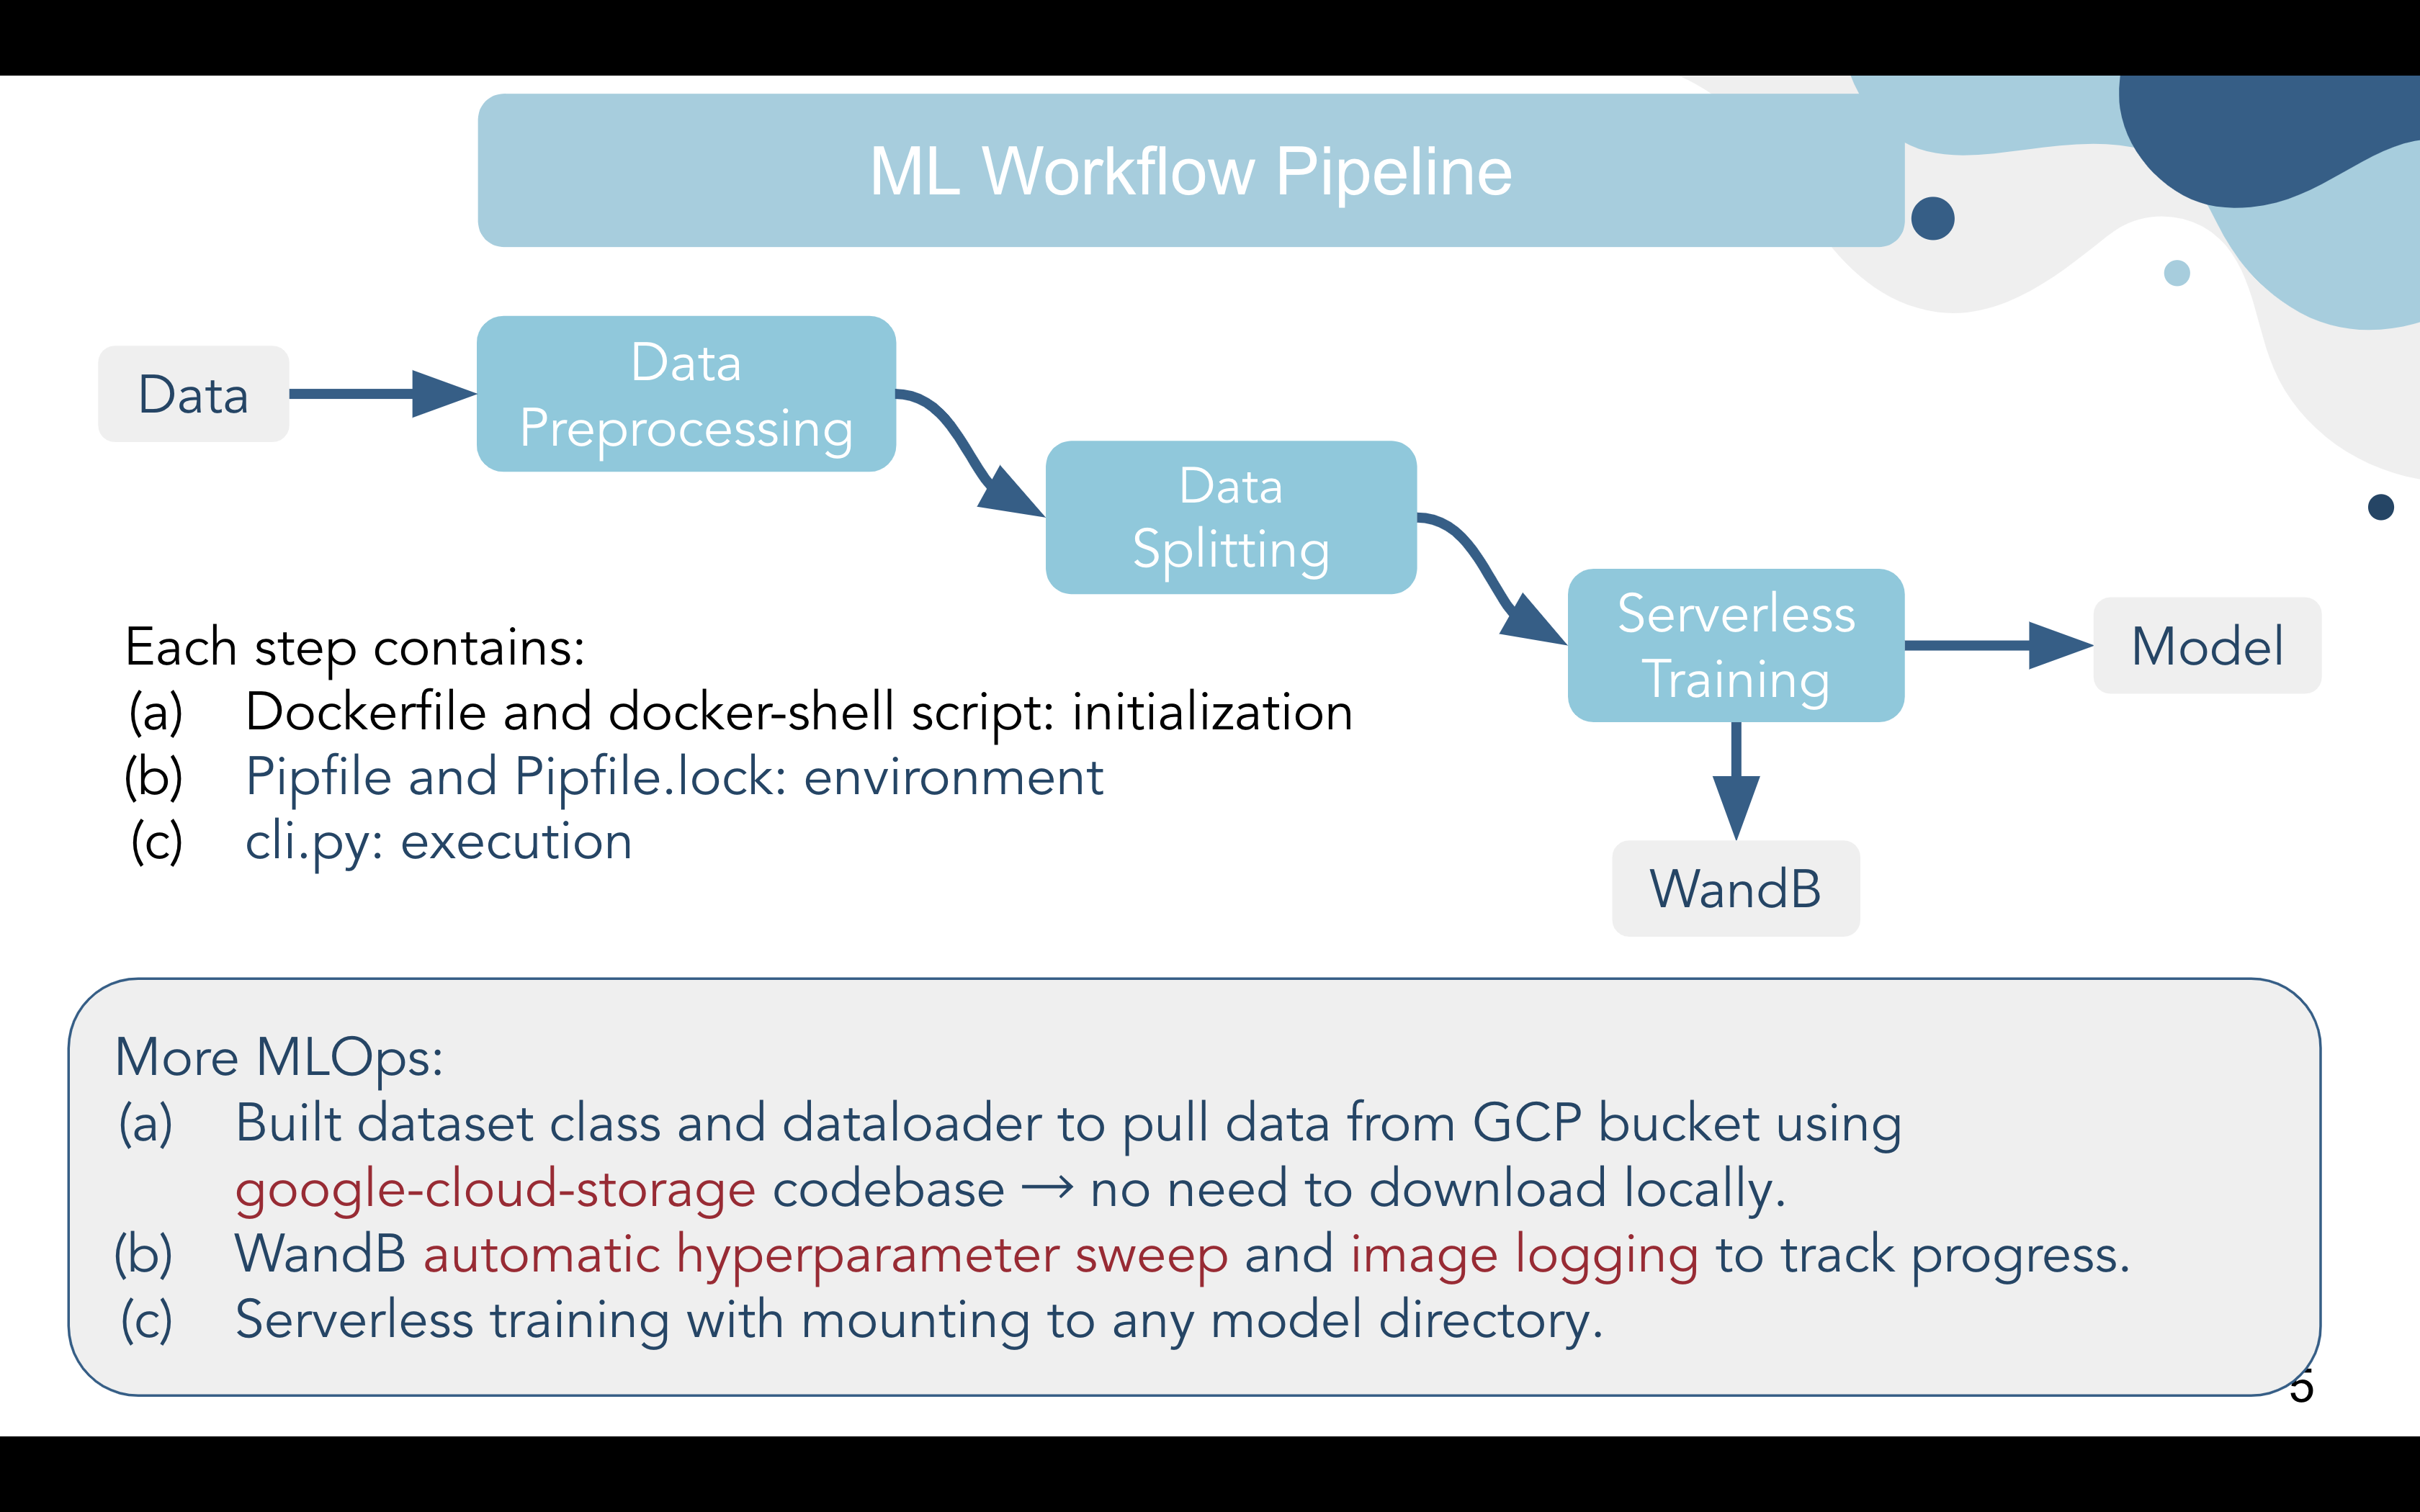 ML Workflow Pipeline
Data
Data
Preprocessing
Data
Splitting
Serverless
Training
Model
WandB
Each step contains:
(a) Dockerfile and docker-shell script: initialization
(b) Pipfile and Pipfile.lock: environment
(c) cli.py: execution
More MLOps:
(a) Built dataset class and dataloader to pull data from GCP bucket using
google-cloud-storage codebase → no need to download locally.
(b) WandB automatic hyperparameter sweep and image logging to track progress.
(c) Serverless training with mounting to any model directory.
5